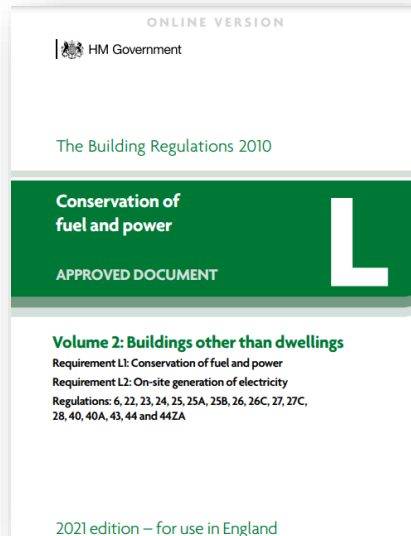 ONLINE VERSION
HM Government
The Building Regulations 2010
Conservation of
fuel and power
L
APPROVED DOCUMENT
Volume 2: Buildings other than dwellings
Requirement L1: Conservation of fuel and power
Requirement L2: On-site generation of electricity
Regulations: 6, 22, 23, 24, 25, 25A, 25B, 26, 26C, 27, 27C,
28, 40, 40A, 43, 44 and 44ZA
2021 edition – for use in England